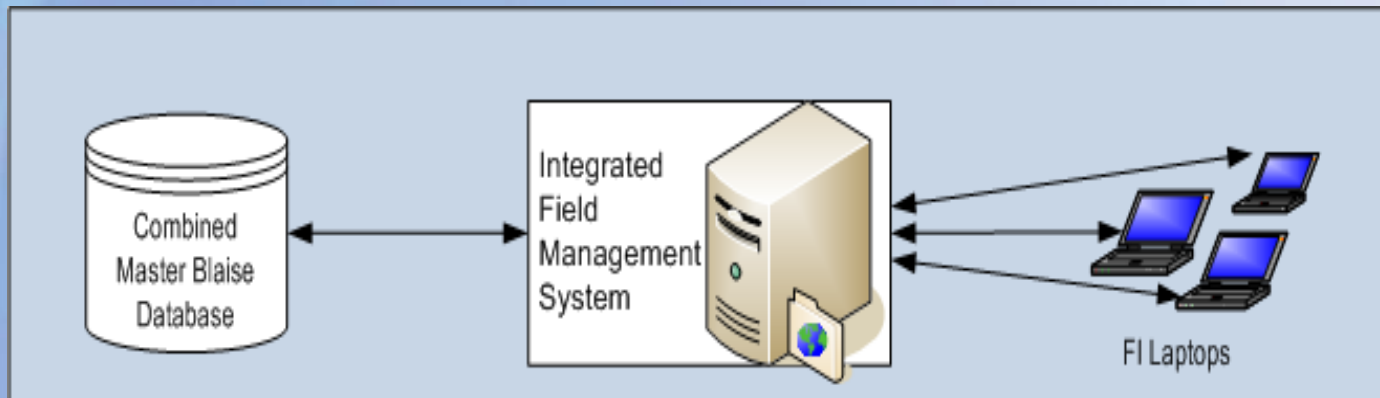 Combined
Master Blaise
Database
Integrated
Field
Management
System
FI Laptops